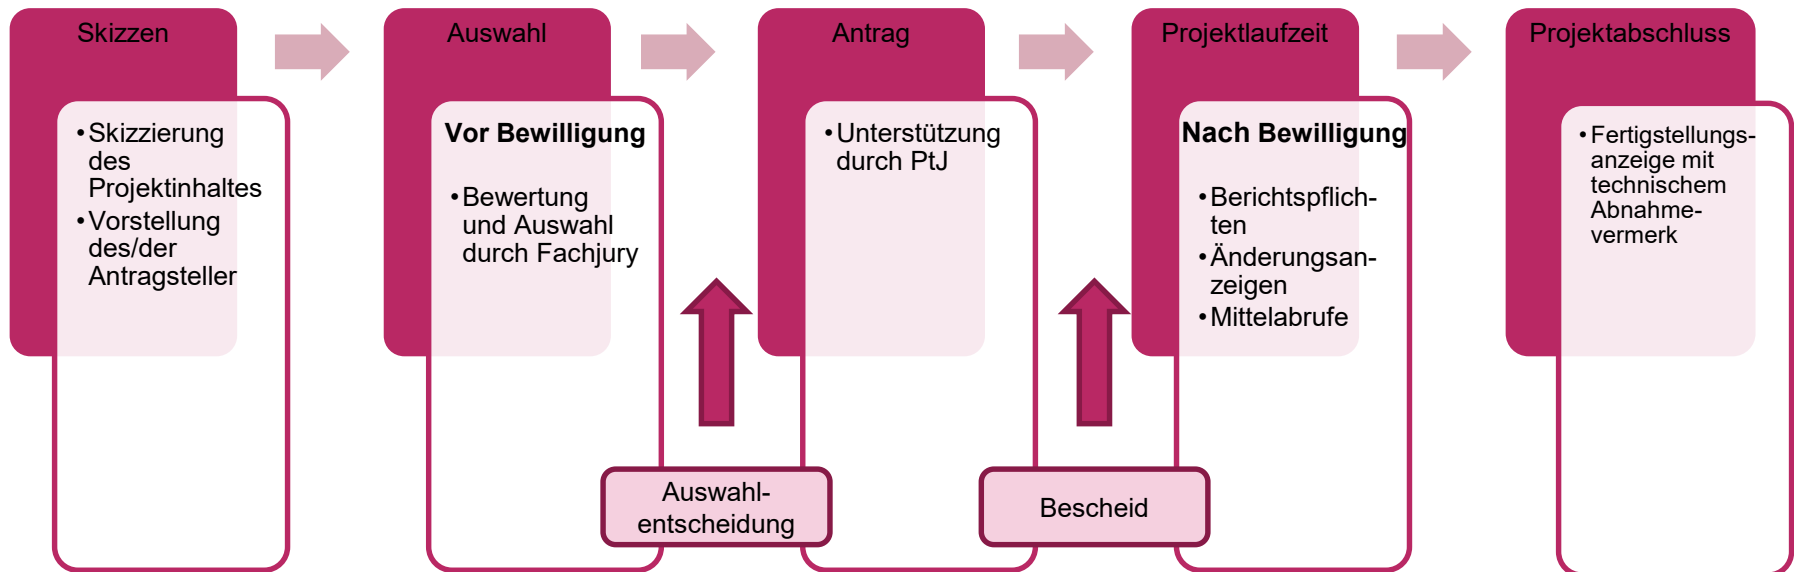 Skizzen
• Skizzierung
des
Projektinhaltes
• Vorstellung
des/der
Antragsteller
Auswahl
Vor Bewilligung
• Bewertung
und Auswahl
durch Fachjury
Auswahl-
entscheidung
Antrag
• Unterstützung
durch PtJ
Bescheid
Projektlaufzeit
Nach Bewilligung
• Berichtspflich-
ten
• Änderungsan-
zeigen
• Mittelabrufe
Projektabschluss
• Fertigstellungs-
anzeige mit
technischem
Abnahme-
vermerk